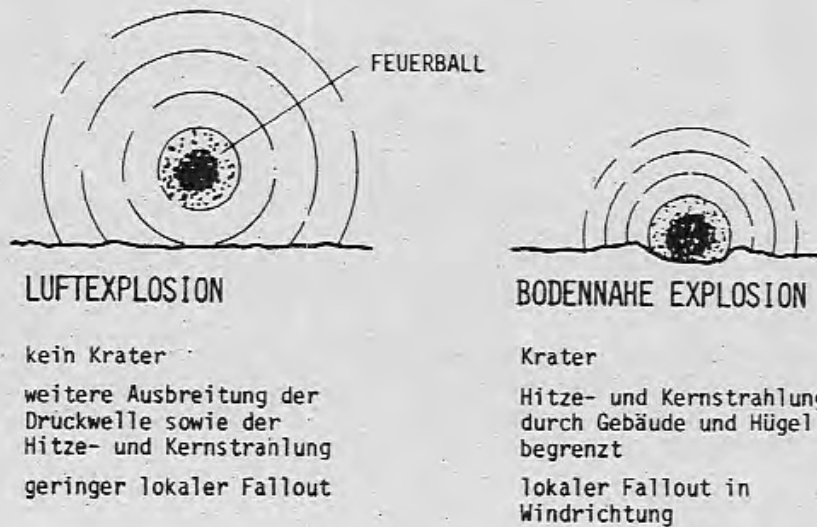 FEUERBALL
LUFTEXPLOSION
kein Krater
weitere Ausbreitung der
Druckwelle sowie der
Hitze- und Kernstrahlung
geringer lokaler Fallout
BODENNAHE EXPLOSION
Krater
Hitze- und Kernstrahlung
durch Gebäude und Hügel
begrenzt
lokaler Fallout in
Windrichtung